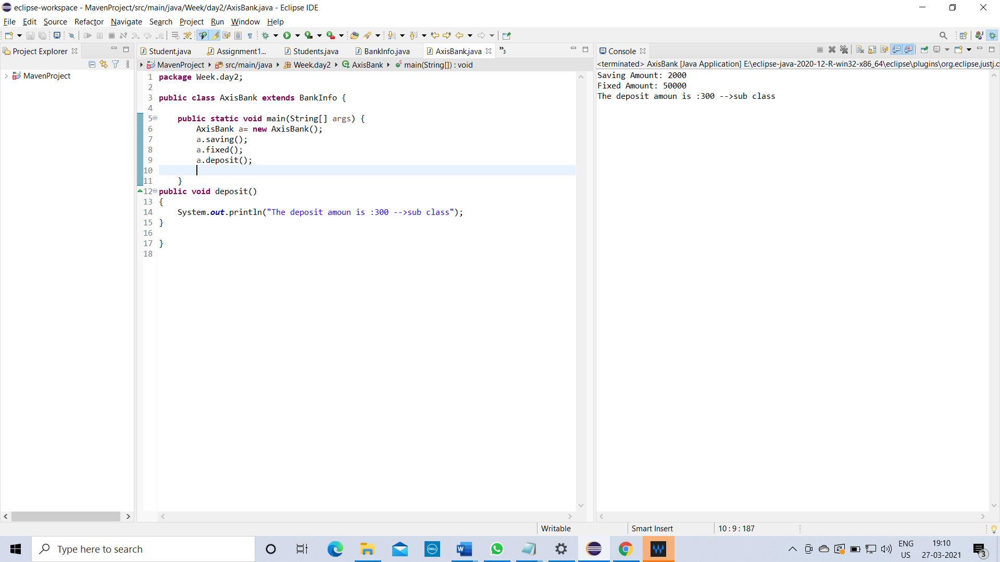 eclipse-workspace - MavenProject/src/main/java/Week/day2/AxisBank.java - Eclipse IDE
File Edit Source Refactor Navigate Search Project Run Window Help
Project Explorer
Student.java Assignment1... Students.java BankInfo.java AxisBank.java »3
Console
MavenProject src/main/java Week.day2 AxisBank main(String[]) : void
<terminated> AxisBank [Java Application] E:\eclipse-java-2020-12-R-win32-x86_64\eclipse\plugins\org.eclipse.justj.o
MavenProject
1 package Week.day2;
2
3 public class AxisBank extends BankInfo {
4
5     public static void main(String[] args) {
6         AxisBank a= new AxisBank();
7         a.saving();
8         a.fixed();
9         a.deposit();
10
11     }
12 public void deposit()
13 {
14     System.out.println("The deposit amoun is :300 -->sub class");
15 }
16
17 }
18
Saving Amount: 2000
Fixed Amount: 50000
The deposit amoun is :300 -->sub class
Writable Smart Insert 10 : 9 : 187
Type here to search
DELL
W
ENG
US
19:10
27-03-2021
3